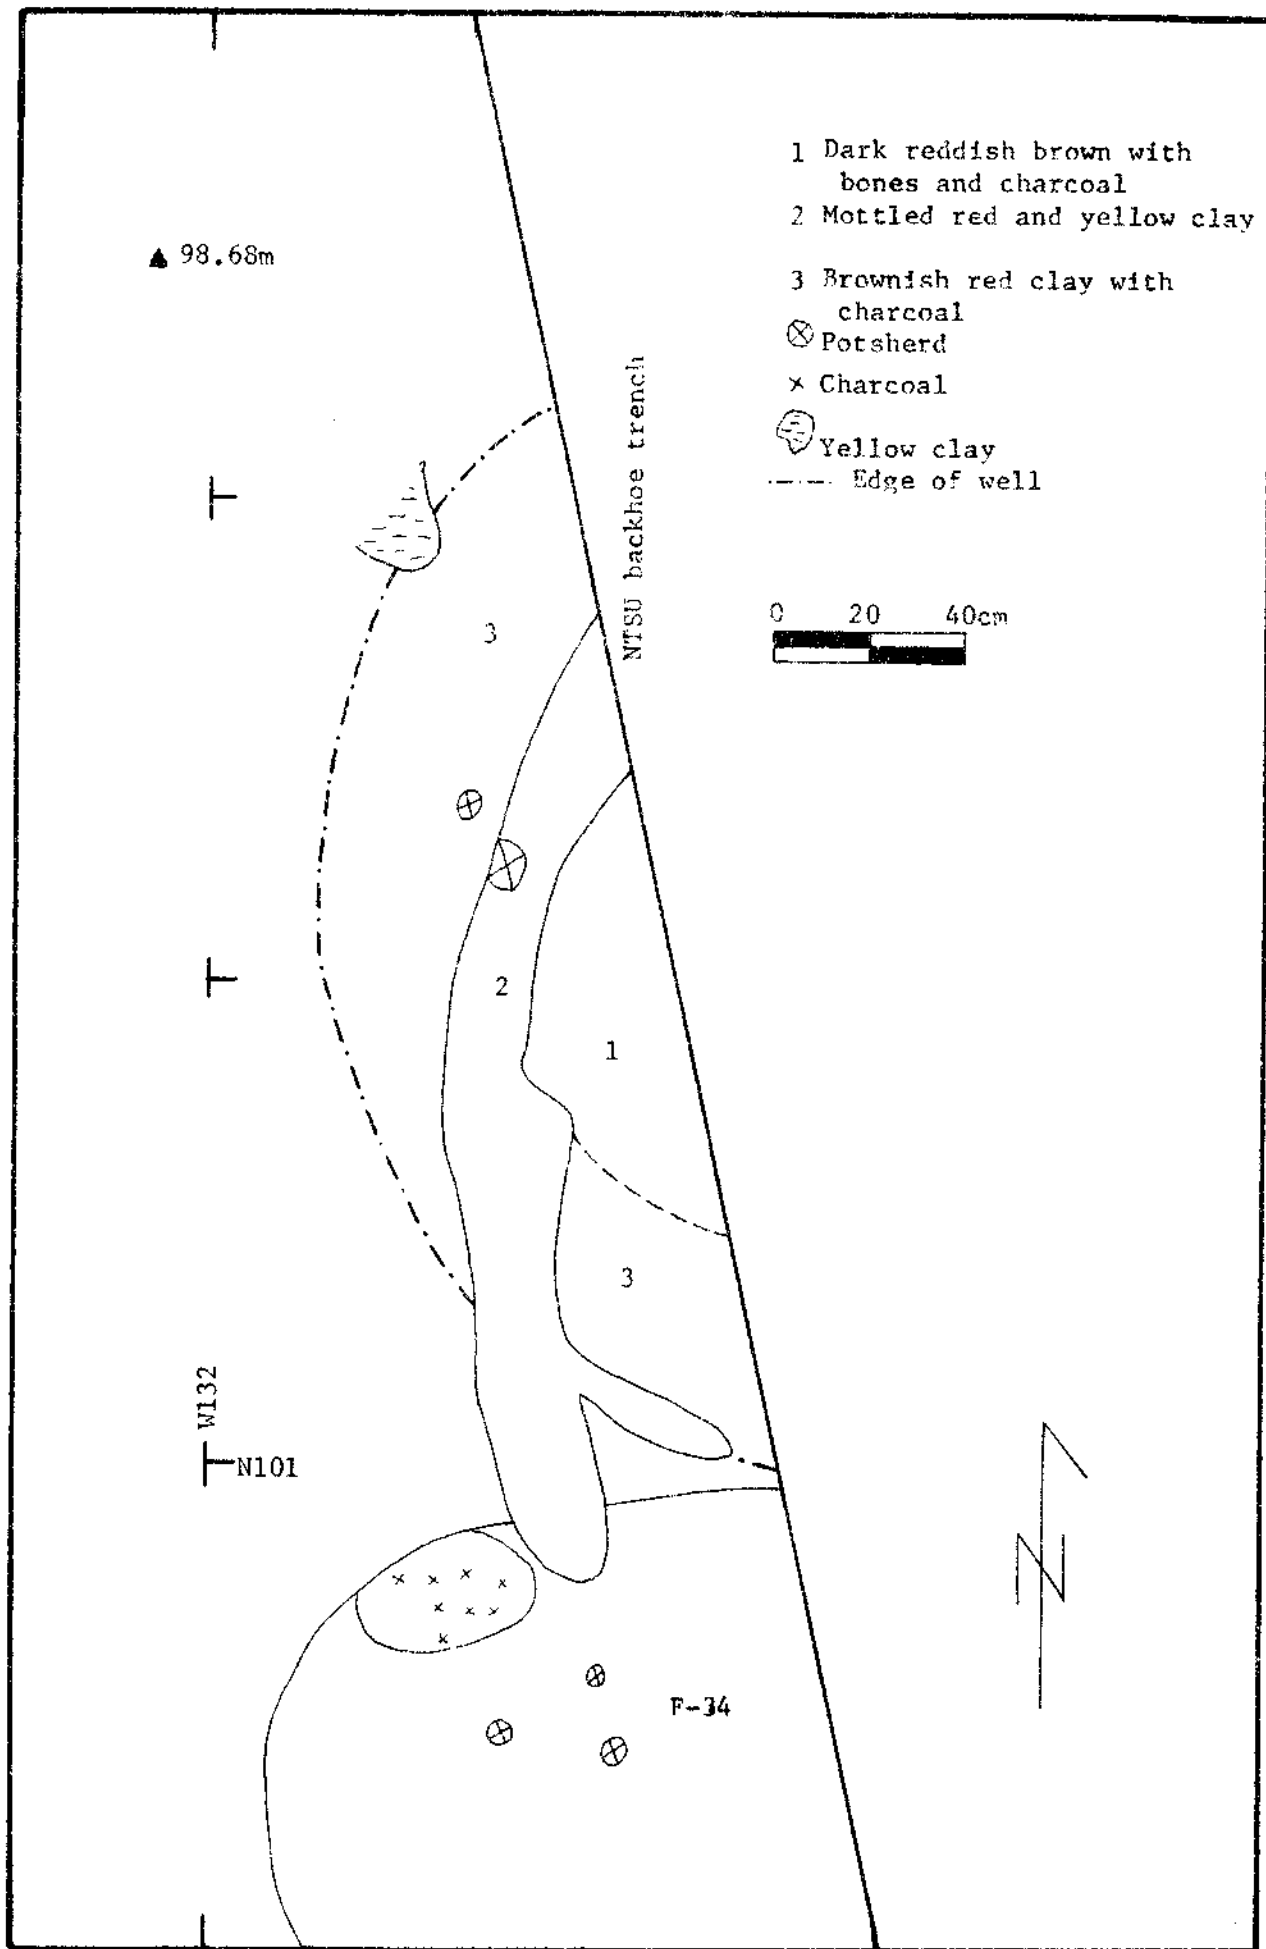 1 Dark reddish brown with
bones and charcoal
2 Mottled red and yellow clay
▲ 98.68m
3 Brownish red clay with
charcoal
Potsherd
x Charcoal
Yellow clay
Edge of well
NTSU backhoe trench
0 20 40cm
3
2
1
3
W132
N101
N
F-34